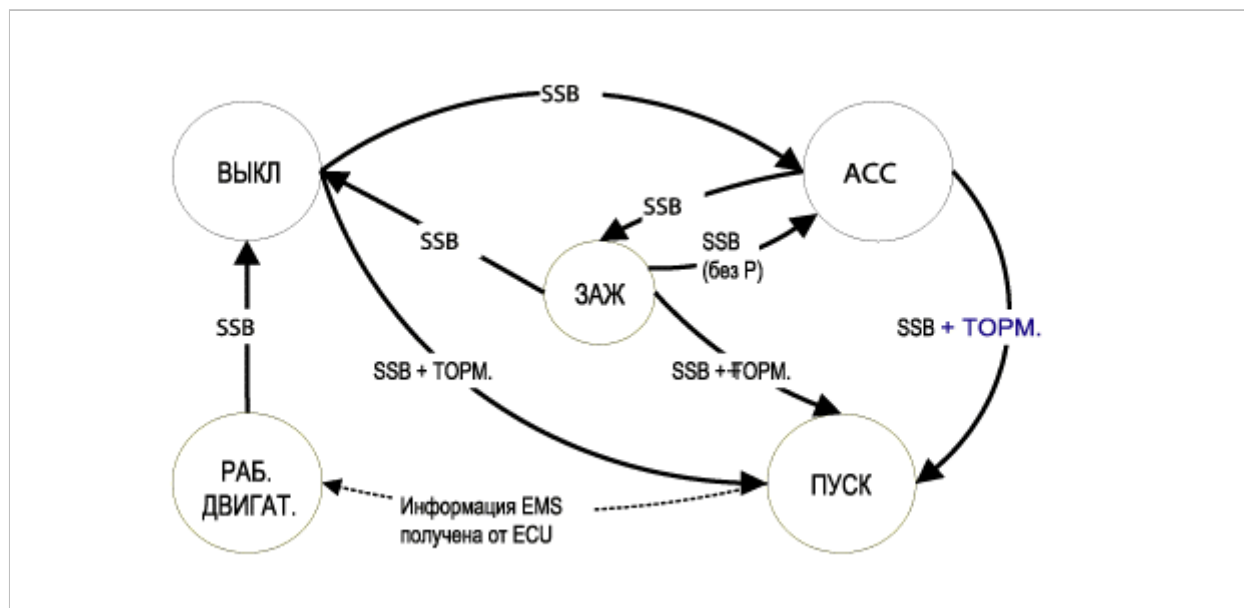 SSB
ВЫКЛ
ACC
SSB
SSB
SSB
(без P)
ЗАЖ
SSB
SSB + ТОРМ.
SSB + ТОРМ.
SSB + ТОРМ.
РАБ.
ДВИГАТ.
ПУСК
Информация EMS
получена от ECU